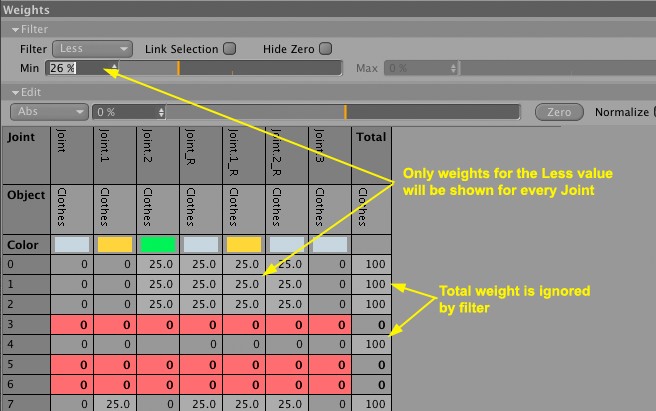 Weights
Filter
Filter Less Link Selection Hide Zero
Min 26 % Max 0 %
Edit
Abs 0 % Zero Normalize
Joint Joint Joint.1 Joint.2 Joint_R Joint.1_R Joint.2_R Joint.3 Total
Only weights for the Less value
will be shown for every Joint
Object Clothes Clothes Clothes Clothes Clothes Clothes Clothes Clothes
Color
0 0 0 25.0 25.0 25.0 25.0 0 100
1 0 0 25.0 25.0 25.0 25.0 0 100
Total weight is ignored
by filter
2 0 0 25.0 25.0 25.0 25.0 0 100
3 0 0 0 0 0 0 0 0
4 0 0 0 0 0 0 0 100
5 0 0 0 0 0 0 0 0
6 0 0 0 0 0 0 0 0
7 0 25.0 0 25.0 25.0 25.0 0 100